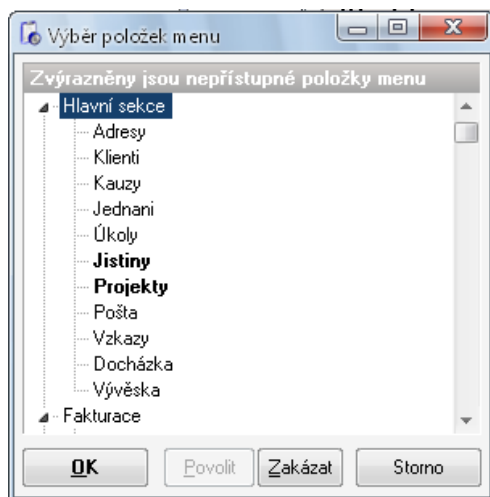 Výběr položek menu
Zvýrazněny jsou nepřístupné položky menu
Hlavní sekce
Adresy
Klienti
Kauzy
Jednani
Úkoly
Jistiny
Projekty
Pošta
Vzkazy
Docházka
Vývěska
Fakturace
OK Povolit Zakázat Storno